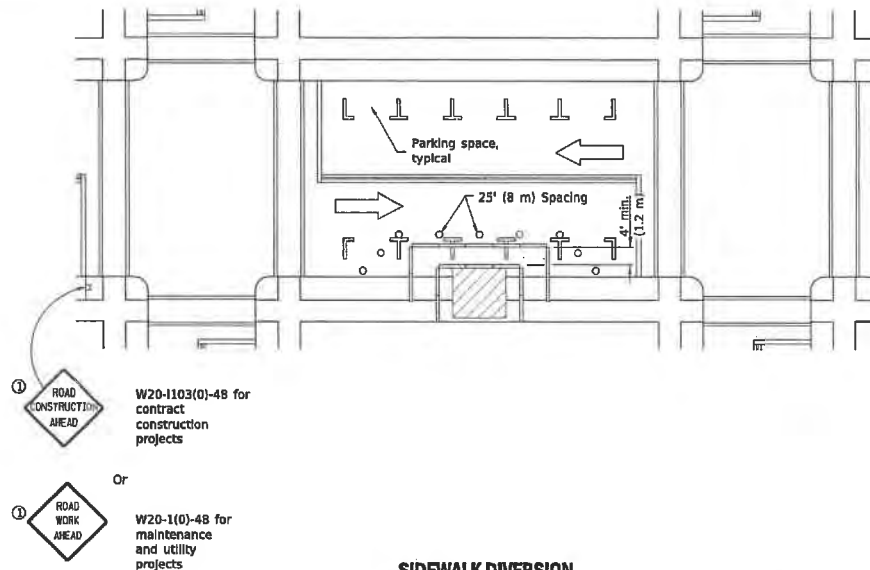 Parking space,
typical
25' (8 m) Spacing
4' min.
(1.2 m)
①
ROAD
CONSTRUCTION
AHEAD
W20-I103(0)-48 for
contract
construction
projects
Or
①
ROAD
WORK
AHEAD
W20-1(0)-48 for
maintenance
and utility
projects
SIDEWALK DIVERSION